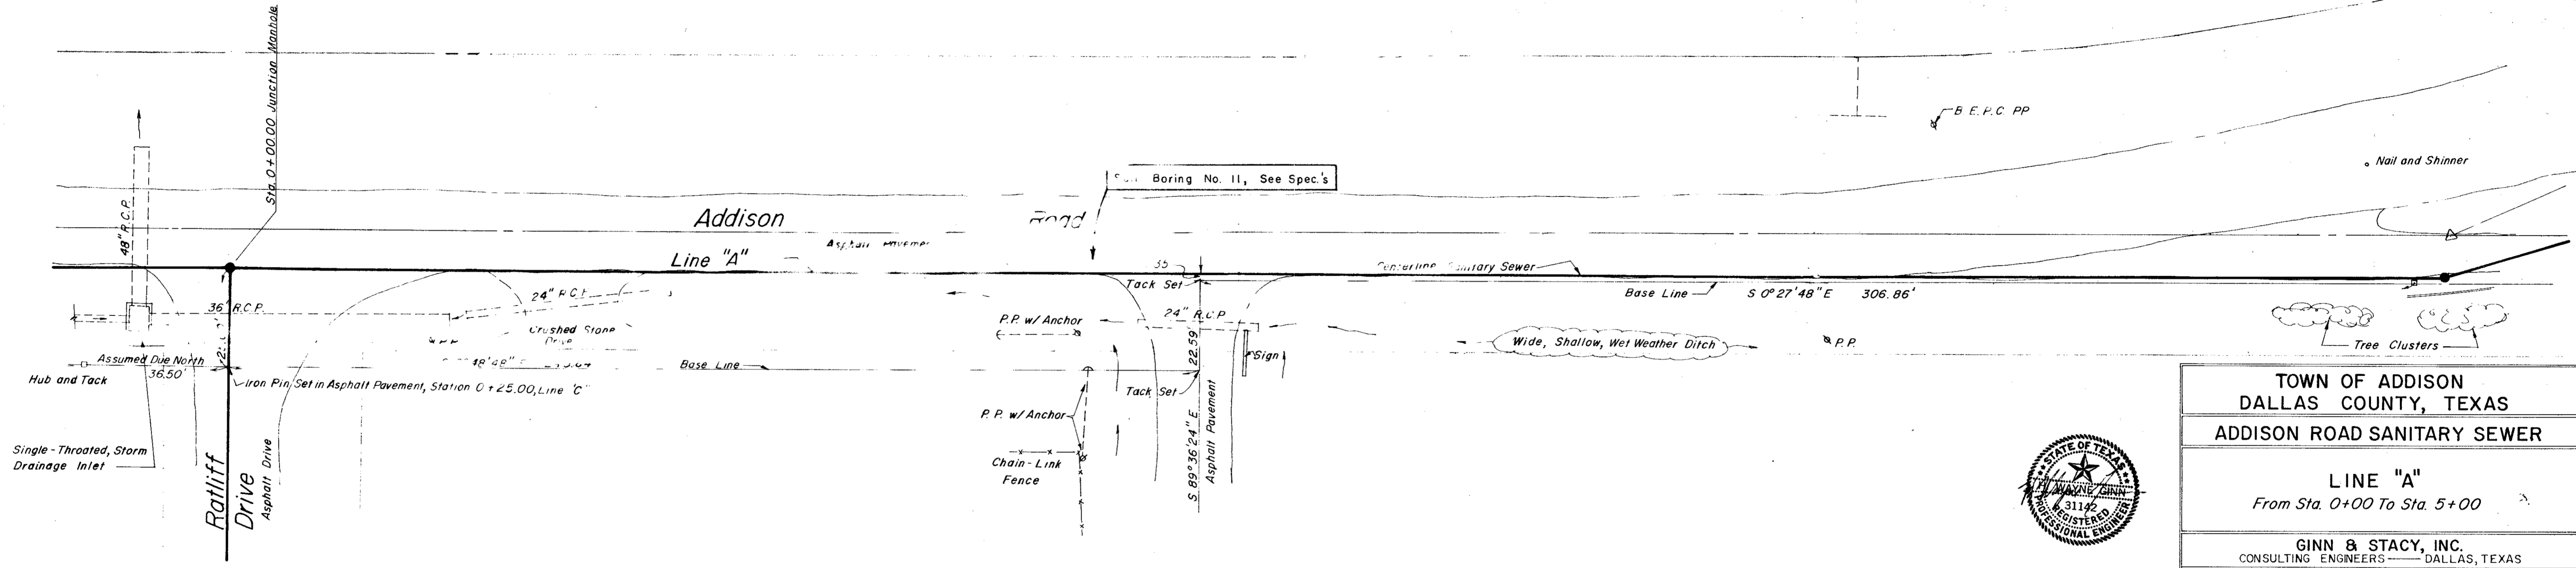 Sta. 0+00.00 Junction Manhole
48" R.C.P.
B.E.P.C. PP
Nail and Shinner
Boring No. 11, See Spec.'s
Addison
Road
Asphalt
Line "A"
35
Tack Set
Centerline Sanitary Sewer
Base Line
S 0°27'48"E 306.86'
36" R.C.P.
24" R.C.P.
Crushed Stone
Drive
P.P. w/ Anchor
24" R.C.P.
22.59'
Sign
Wide, Shallow, Wet Weather Ditch
P.P.
Tree Clusters
Assumed Due North
36.50'
Hub and Tack
48'48"
Base Line
Iron Pin Set in Asphalt Pavement, Station 0+25.00, Line "C"
Tack Set
P.P. w/ Anchor
S 89°36'24" E
Asphalt Pavement
Single-Throated, Storm
Drainage Inlet
Ratliff
Drive
Asphalt Drive
Chain-Link
Fence
STATE OF TEXAS
WAYNE GINN
31142
REGISTERED
PROFESSIONAL ENGINEER
TOWN OF ADDISON
DALLAS COUNTY, TEXAS
ADDISON ROAD SANITARY SEWER
LINE "A"
From Sta. 0+00 To Sta. 5+00
GINN & STACY, INC.
CONSULTING ENGINEERS — DALLAS, TEXAS